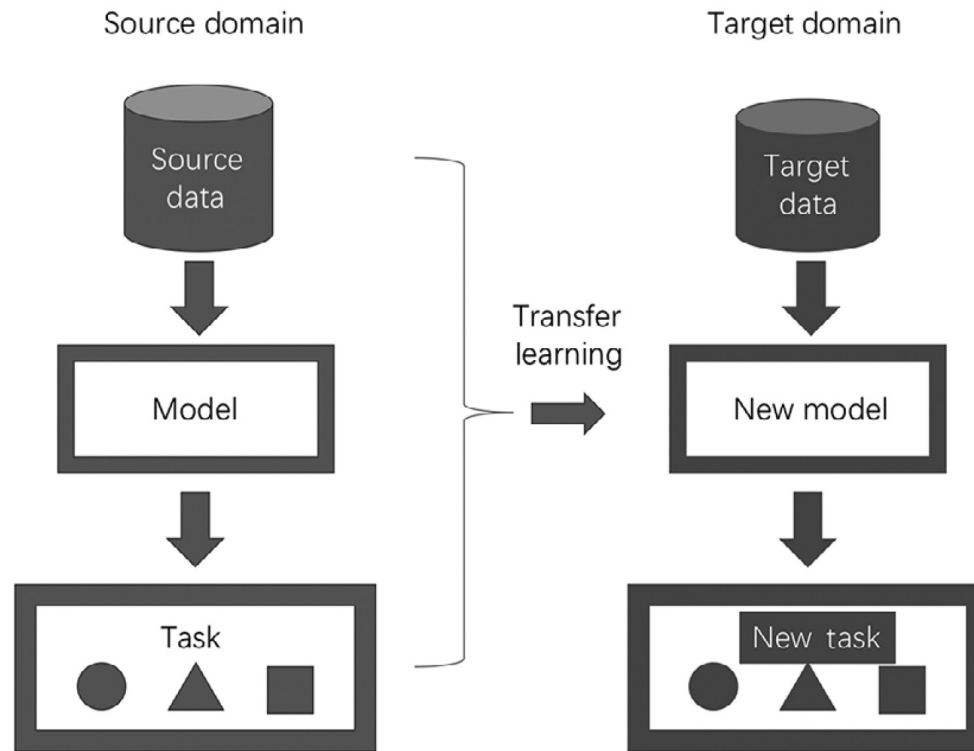 Source domain
Target domain
Source
data
Target
data
Transfer
learning
Model
New model
Task
New task